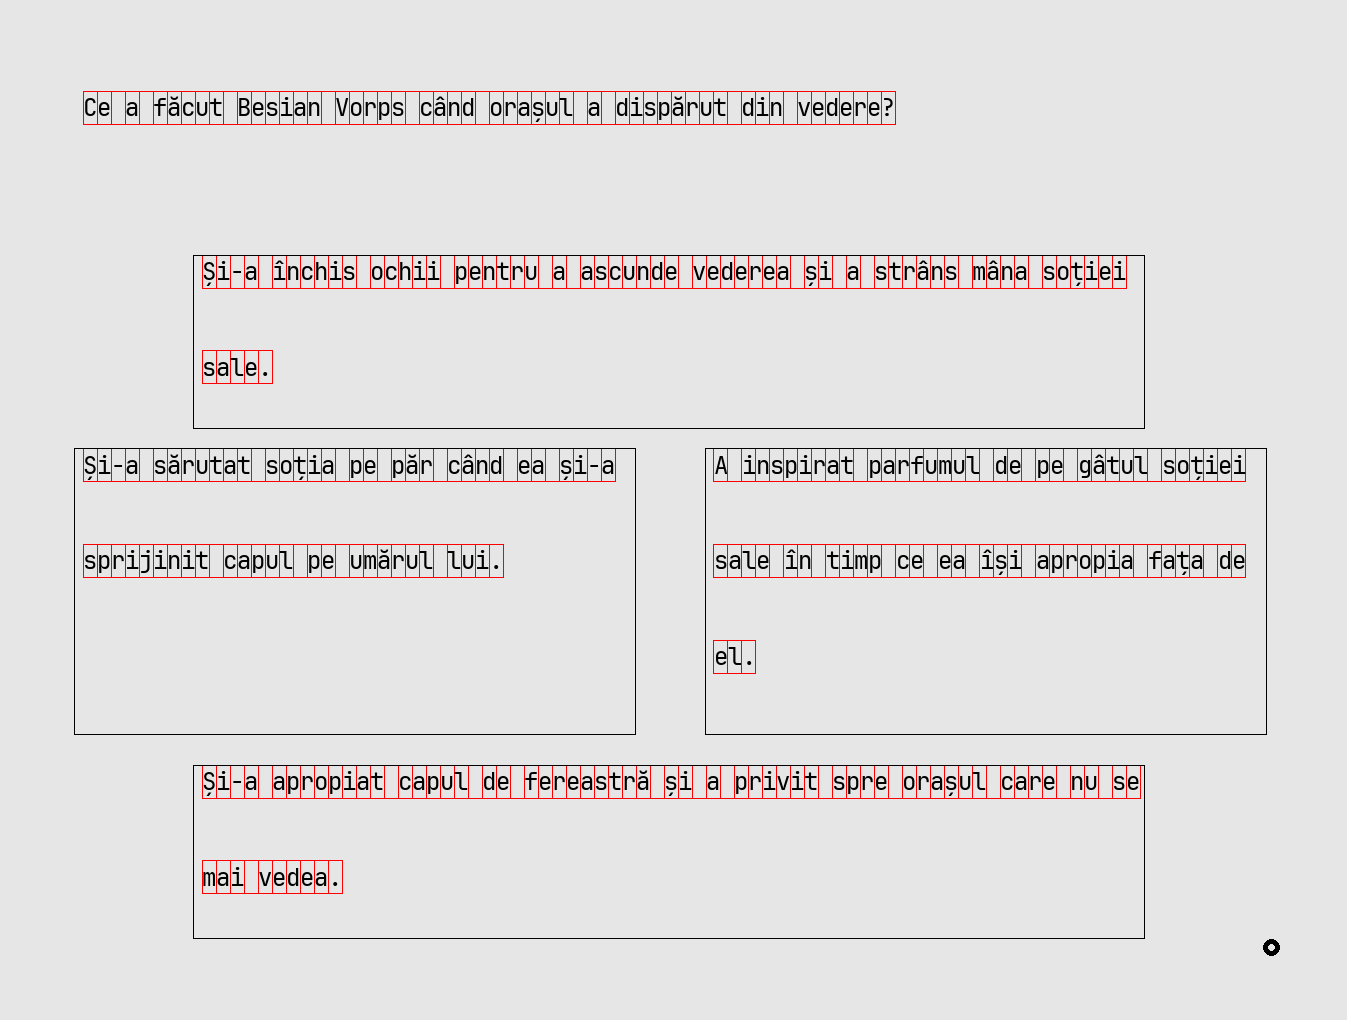 Ce a făcut Besian Vorps când orașul a dispărut din vedere?
Și-a închis ochii pentru a ascunde vederea și a strâns mâna soției
sale.
Și-a sărutat soția pe păr când ea și-a
sprijinit capul pe umărul lui.
A inspirat parfumul de pe gâtul soției
sale în timp ce ea își apropia fața de
el.
Și-a apropiat capul de fereastră și a privit spre orașul care nu se
mai vedea.